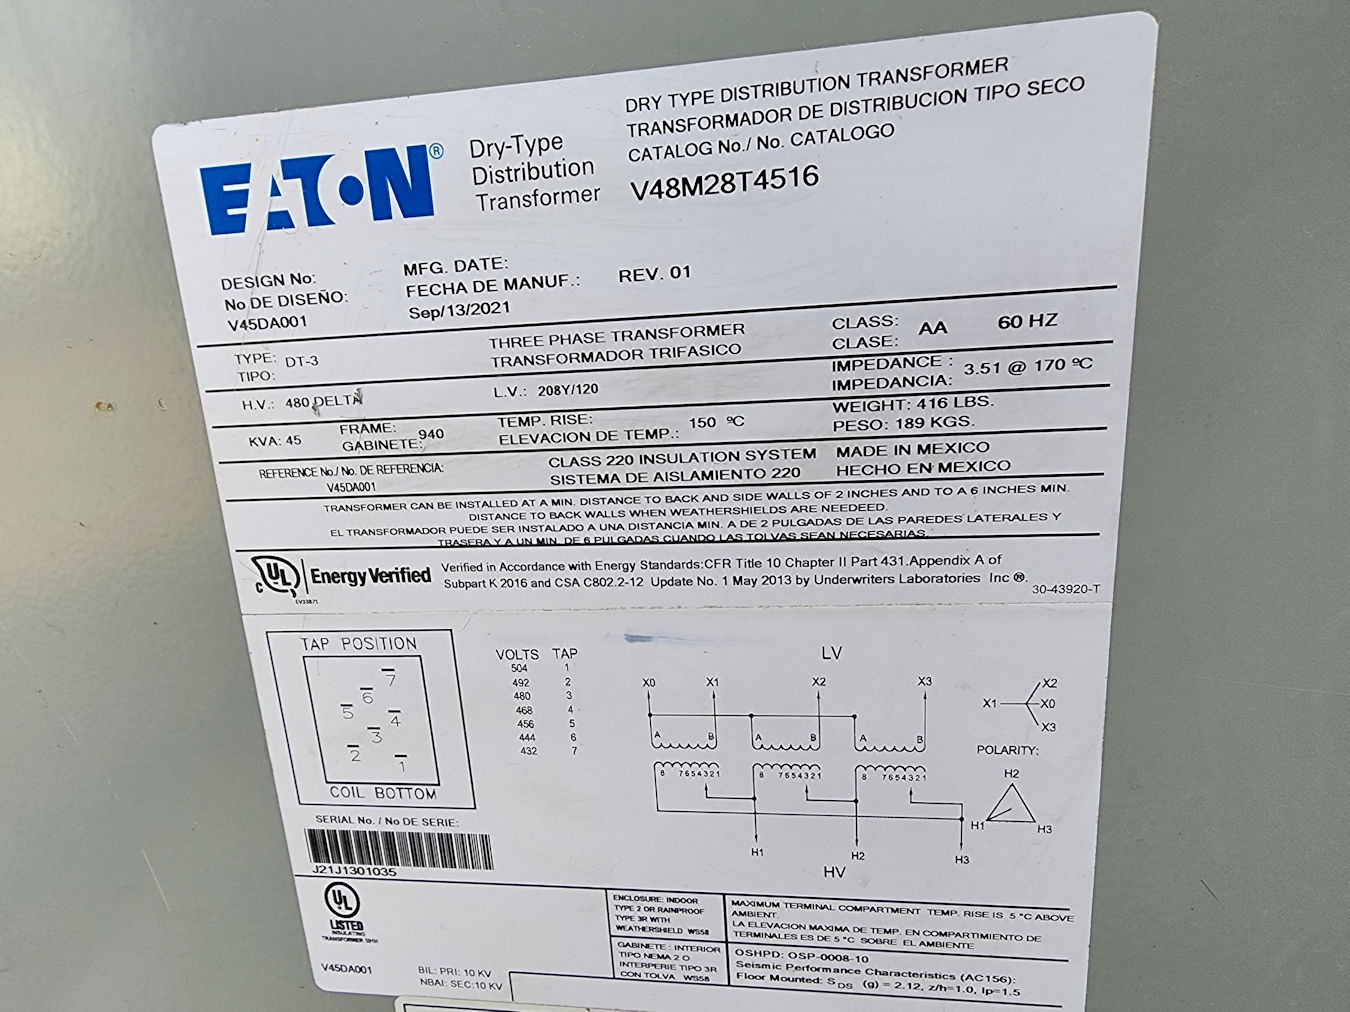 EATON®
Dry-Type
Distribution
Transformer
DRY TYPE DISTRIBUTION TRANSFORMER
TRANSFORMADOR DE DISTRIBUCION TIPO SECO
CATALOG No./ No. CATALOGO
V48M28T4516
DESIGN No:
No DE DISEÑO:
V45DA001
MFG. DATE:
FECHA DE MANUF.:
Sep/13/2021
REV. 01
TYPE: DT-3
TIPO:
THREE PHASE TRANSFORMER
TRANSFORMADOR TRIFASICO
CLASS: AA 60 HZ
CLASE:
H.V.: 480 DELTA
L.V.: 208Y/120
IMPEDANCE : 3.51 @ 170 ºC
IMPEDANCIA:
KVA: 45
FRAME: 940
GABINETE:
TEMP. RISE: 150 ºC
ELEVACION DE TEMP.:
WEIGHT: 416 LBS.
PESO: 189 KGS.
REFERENCE No./ No. DE REFERENCIA:
V45DA001
CLASS 220 INSULATION SYSTEM
SISTEMA DE AISLAMIENTO 220
MADE IN MEXICO
HECHO EN MEXICO
TRANSFORMER CAN BE INSTALLED AT A MIN. DISTANCE TO BACK AND SIDE WALLS OF 2 INCHES AND TO A 6 INCHES MIN.
DISTANCE TO BACK WALLS WHEN WEATHERSHIELDS ARE NEEDEED.
EL TRANSFORMADOR PUEDE SER INSTALADO A UNA DISTANCIA MIN. A DE 2 PULGADAS DE LAS PAREDES LATERALES Y
TRASERA Y A UN MIN. DE 6 PULGADAS CUANDO LAS TOLVAS SEAN NECESARIAS.
C UL Energy Verified
EV33871
Verified in Accordance with Energy Standards:CFR Title 10 Chapter II Part 431.Appendix A of
Subpart K 2016 and CSA C802.2-12 Update No. 1 May 2013 by Underwriters Laboratories Inc ®.
30-43920-T
TAP POSITION
7
6
5
4
3
2
1
COIL BOTTOM
VOLTS TAP
504 1
492 2
480 3
468 4
456 5
444 6
432 7
LV
X0 X1 X2 X3
A B A B A B
8 7654321 8 7654321 8 7654321
H1 H2 H3
HV
X2
X1 X0
X3
POLARITY:
H2
H1 H3
SERIAL No. / No DE SERIE:
J21J1301035
UL
LISTED
INSULATING
TRANSFORMER 591H
V45DA001
BIL: PRI: 10 KV
NBAI: SEC:10 KV
ENCLOSURE: INDOOR
TYPE 2 OR RAINPROOF
TYPE 3R WITH
WEATHERSHIELD WS58
GABINETE : INTERIOR
TIPO NEMA 2 O
INTERPERIE TIPO 3R
CON TOLVA WS58
MAXIMUM TERMINAL COMPARTMENT TEMP. RISE IS 5 °C ABOVE
AMBIENT.
LA ELEVACION MAXIMA DE TEMP. EN COMPARTIMIENTO DE
TERMINALES ES DE 5 °C SOBRE EL AMBIENTE
OSHPD: OSP-0008-10
Seismic Performance Characteristics (AC156):
Floor Mounted: SDS (g) = 2.12, z/h=1.0, Ip=1.5